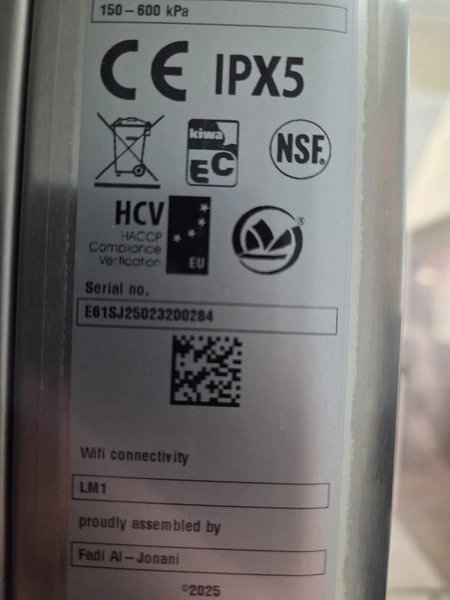 150-600 kPa
CE IPX5
kiwa
EC
NSF®
HCV
HACCP
Compliance
Verification
EU
®
Serial no.
E61SJ25023200284
Wifi connectivity
LM1
proudly assembled by
Fadi Al-Jonani
©2025